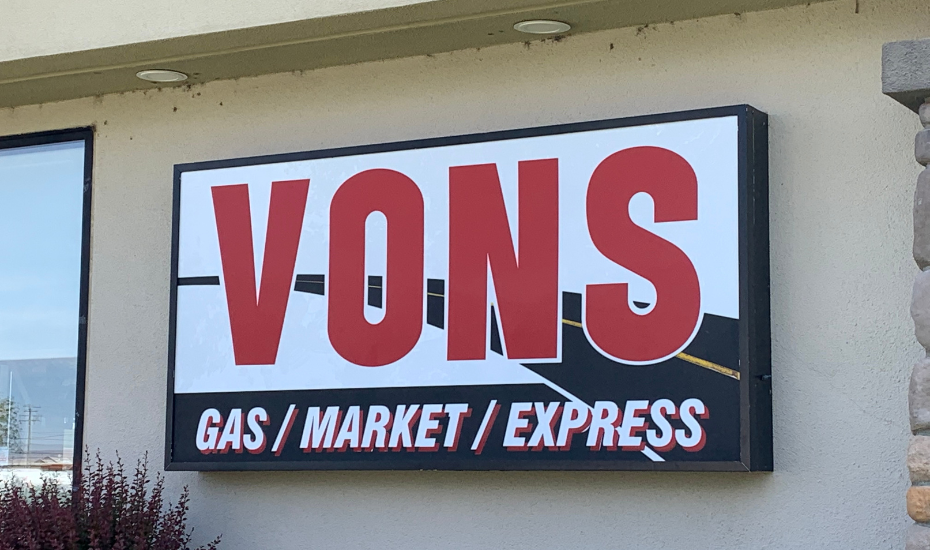 VONS
GAS / MARKET / EXPRESS